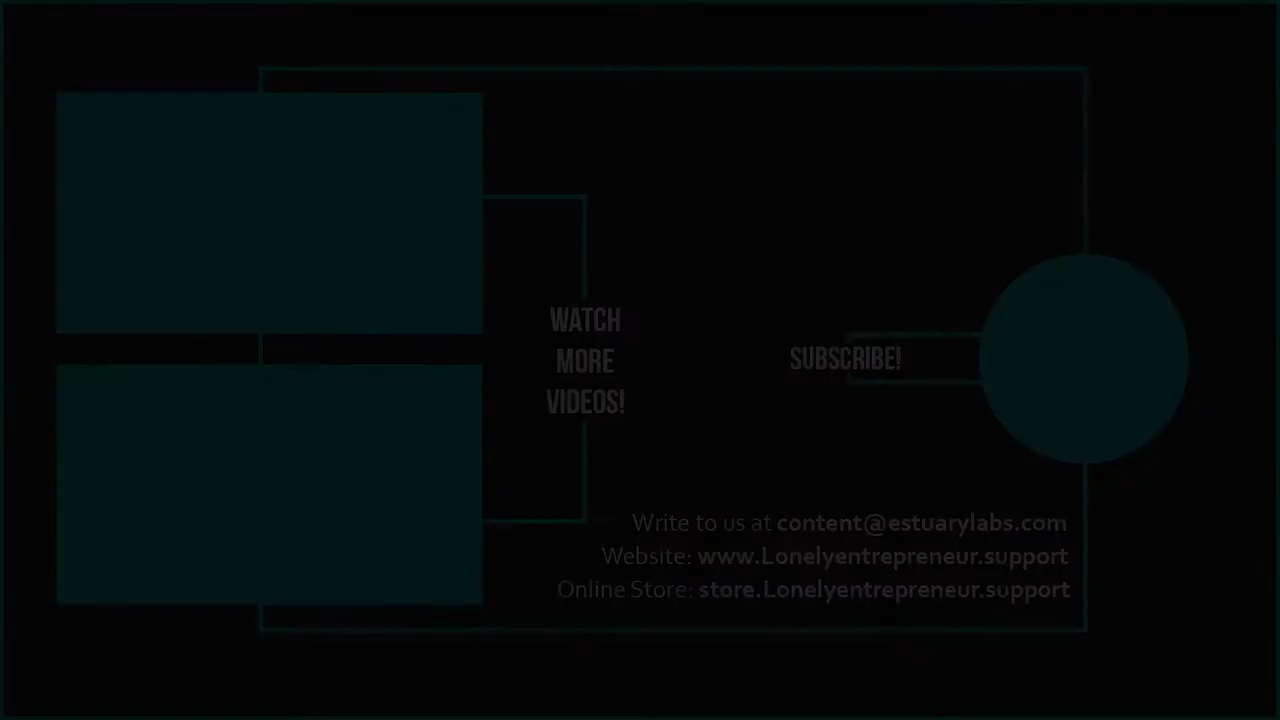 WATCH
MORE
VIDEOS!
SUBSCRIBE!
Write to us at content@estuarylabs.com
Website: www.Lonelyentrepreneur.support
Online Store: store.Lonelyentrepreneur.support